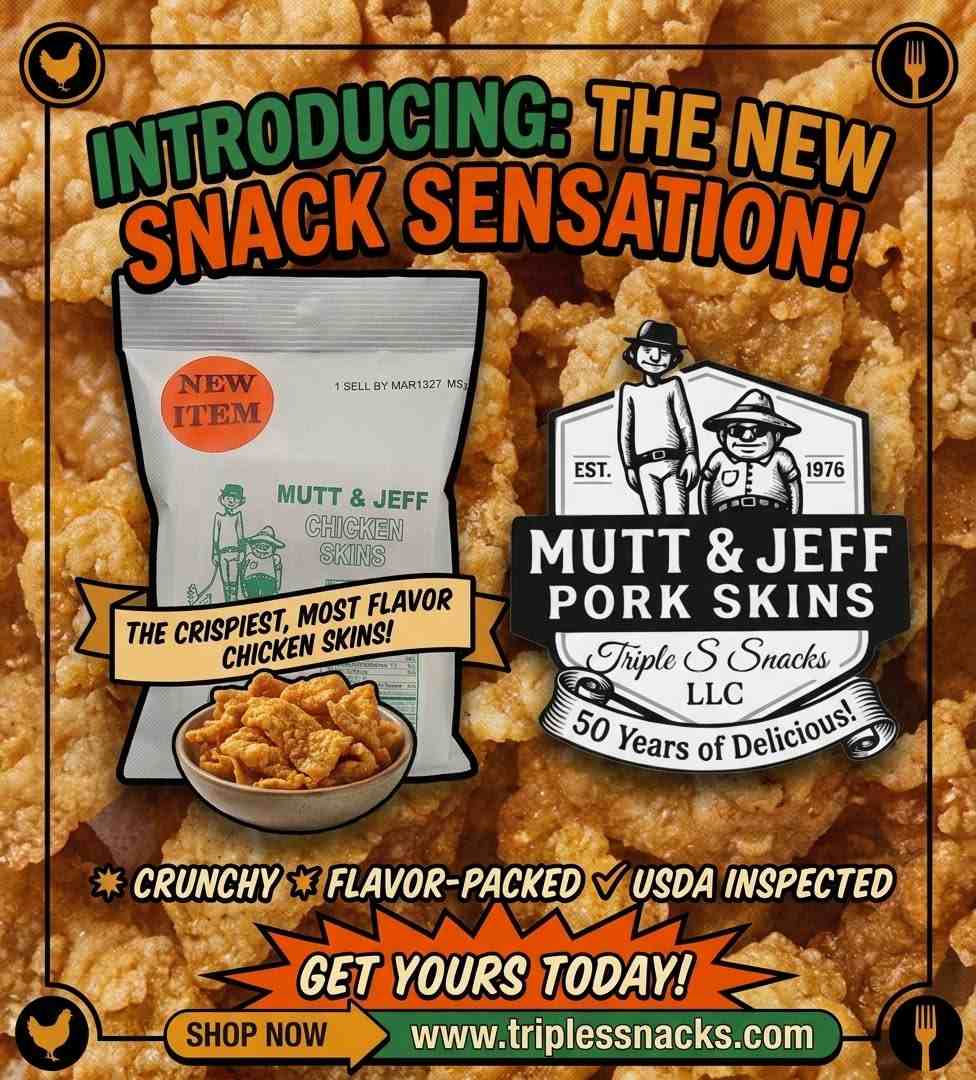 INTRODUCING: THE NEW
SNACK SENSATION!
NEW
ITEM
1 SELL BY MAR1327 MS
MUTT & JEFF
CHICKEN
SKINS
THE CRISPIEST, MOST FLAVOR
CHICKEN SKINS!
EST. 1976
MUTT & JEFF
PORK SKINS
Triple S Snacks
LLC
50 Years of Delicious!
CRUNCHY FLAVOR-PACKED USDA INSPECTED
GET YOURS TODAY!
SHOP NOW www.triplessnacks.com